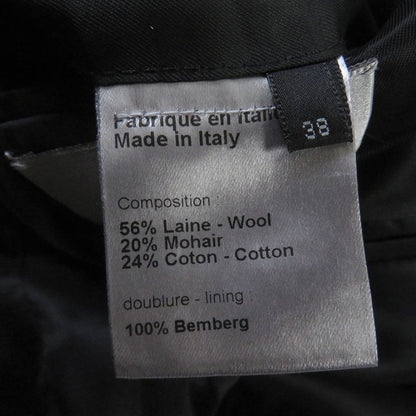 Fabriqué en Italie
Made in Italy
38
Composition :
56% Laine - Wool
20% Mohair
24% Coton - Cotton
doublure - lining :
100% Bemberg